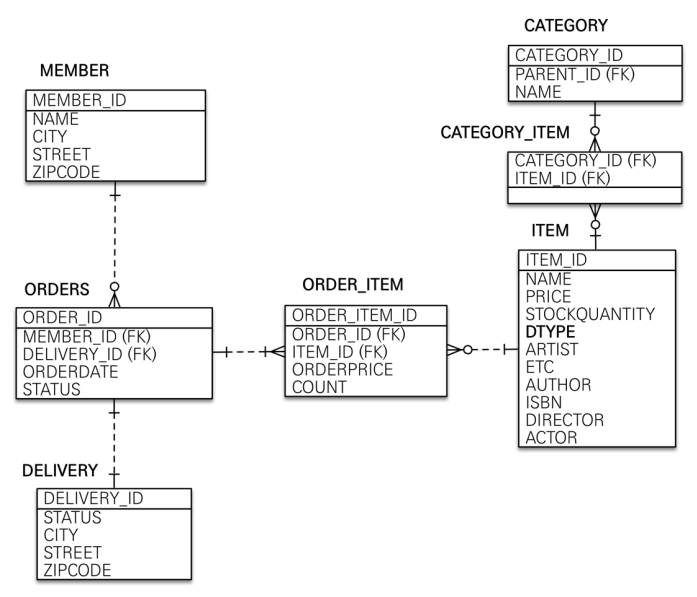 CATEGORY
CATEGORY_ID
PARENT_ID (FK)
NAME
MEMBER
MEMBER_ID
NAME
CITY
STREET
ZIPCODE
CATEGORY_ITEM
CATEGORY_ID (FK)
ITEM_ID (FK)
ITEM
ITEM_ID
NAME
PRICE
STOCKQUANTITY
DTYPE
ARTIST
ETC
AUTHOR
ISBN
DIRECTOR
ACTOR
ORDERS
ORDER_ID
MEMBER_ID (FK)
DELIVERY_ID (FK)
ORDERDATE
STATUS
ORDER_ITEM
ORDER_ITEM_ID
ORDER_ID (FK)
ITEM_ID (FK)
ORDERPRICE
COUNT
DELIVERY
DELIVERY_ID
STATUS
CITY
STREET
ZIPCODE